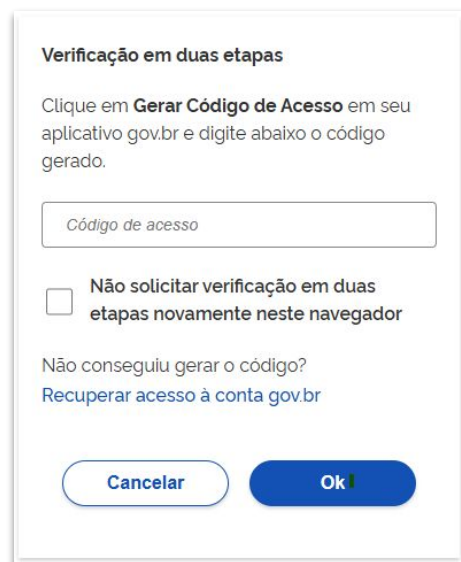 Verificação em duas etapas
Clique em Gerar Código de Acesso em seu
aplicativo gov.br e digite abaixo o código
gerado.
Código de acesso
Não solicitar verificação em duas
etapas novamente neste navegador
Não conseguiu gerar o código?
Recuperar acesso à conta gov.br
Cancelar
Ok